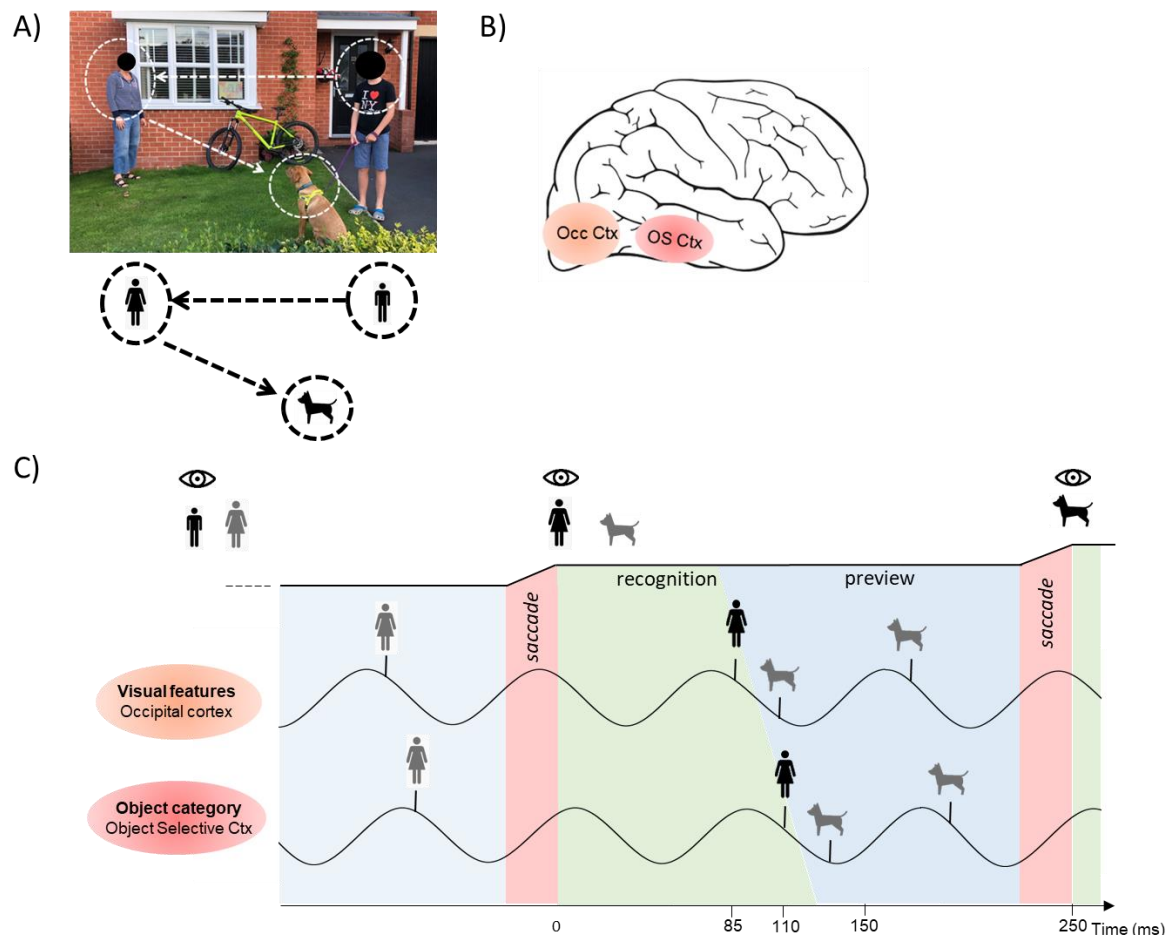 A)
B)
I ♥
NY
Occ Ctx
OS Ctx
C)
recognition
preview
saccade
saccade
Visual features
Occipital cortex
Object category
Object Selective Ctx
0
85
110
150
250
Time (ms)